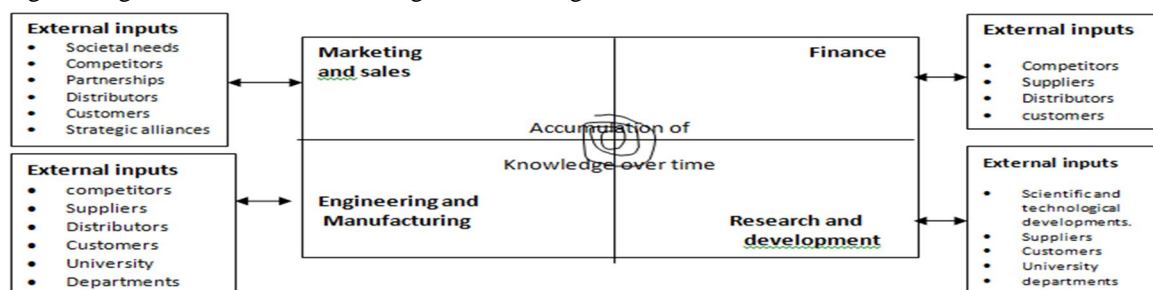 External inputs
• Societal needs
• Competitors
• Partnerships
• Distributors
• Customers
• Strategic alliances
External inputs
• competitors
• Suppliers
• Distributors
• Customers
• University
• Departments
Marketing
and sales
Finance
Accumulation of
Knowledge over time
Engineering and
Manufacturing
Research and
development
External inputs
• Competitors
• Suppliers
• Distributors
• customers
External inputs
• Scientific and
technological
developments.
• Suppliers
• Customers
• University
• departments